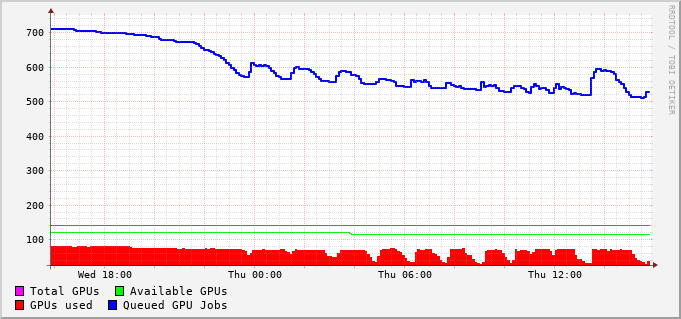 RRDTOOL / TOBI OETIKER
700
600
500
400
300
200
100
Wed 18:00 Thu 00:00 Thu 06:00 Thu 12:00
Total GPUs Available GPUs
GPUs used Queued GPU Jobs